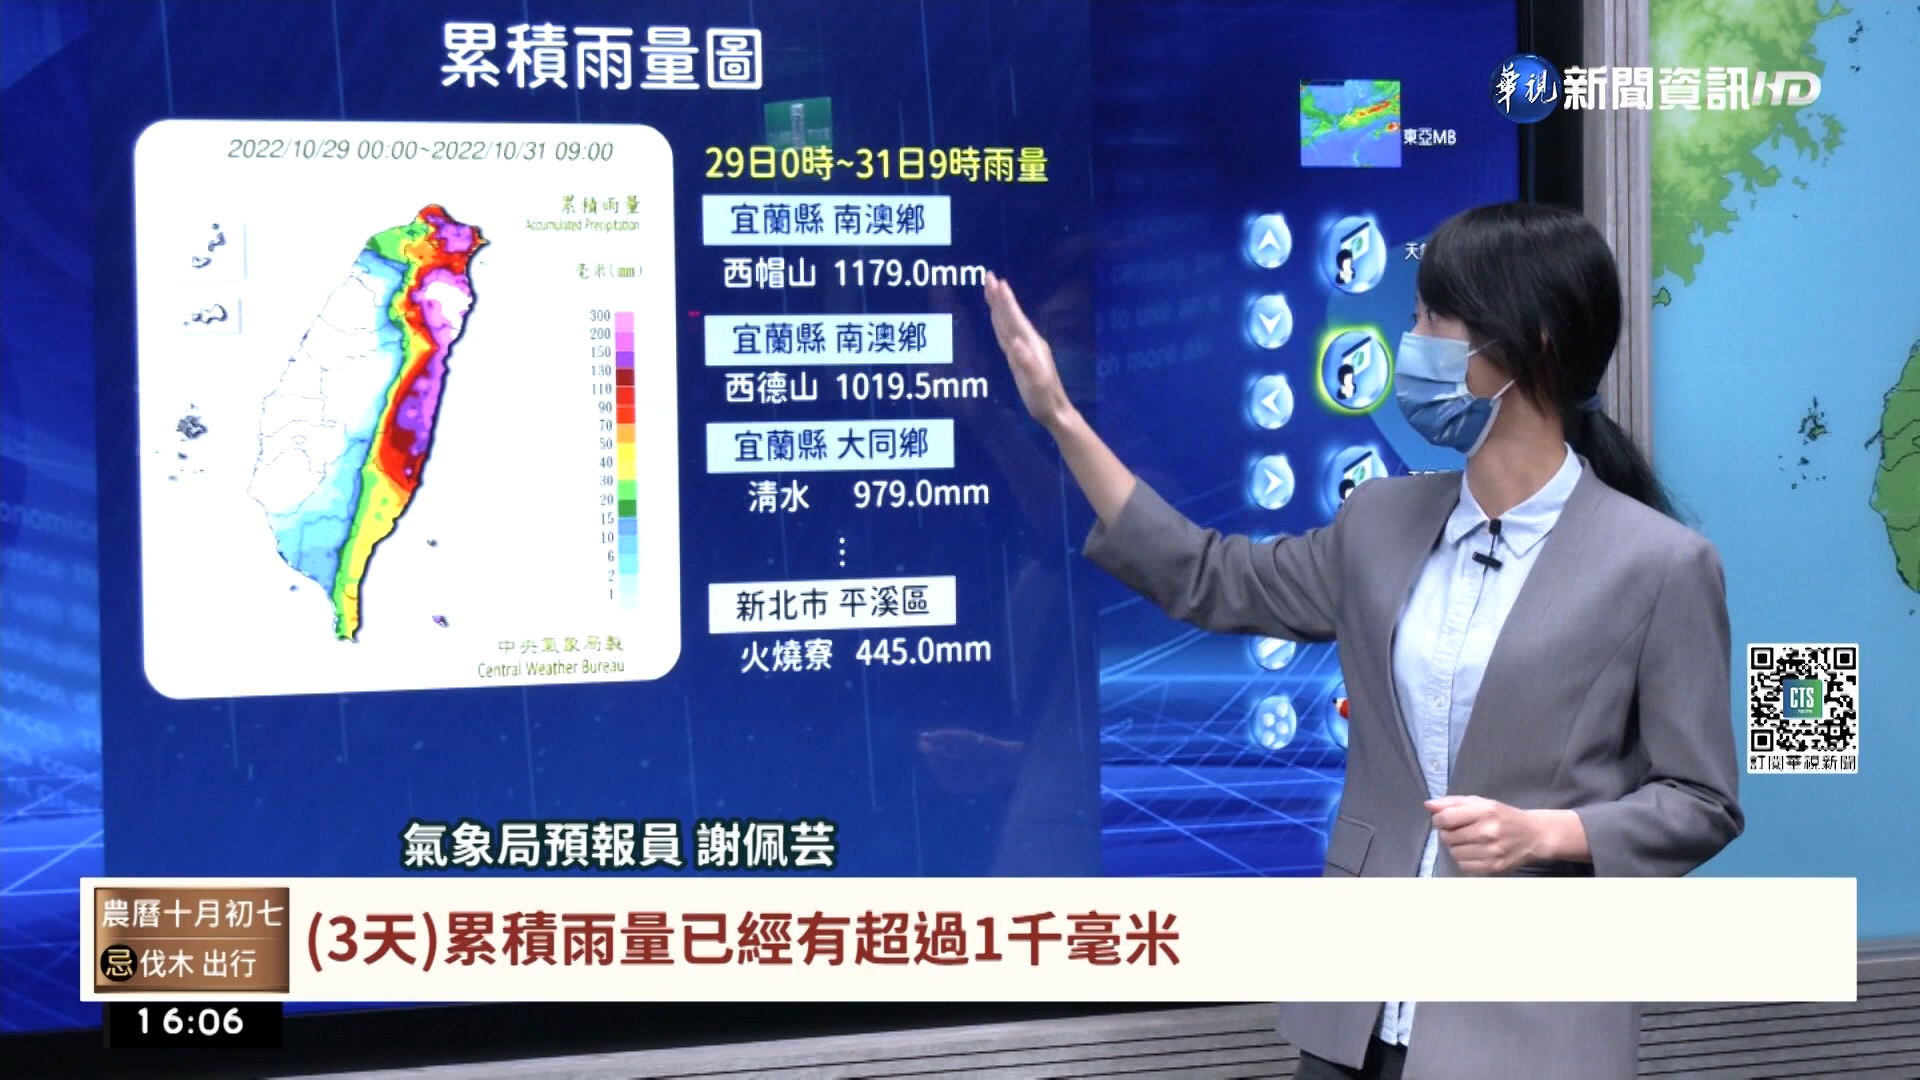 累積雨量圖
2022/10/29 00:00~2022/10/31 09:00
累積雨量
Accumulated Precipitation
毫米(mm)
300
200
150
130
110
90
70
50
40
30
20
15
10
6
2
1
中央氣象局製
Central Weather Bureau
29日0時~31日9時雨量
宜蘭縣 南澳鄉
西帽山 1179.0mm
宜蘭縣 南澳鄉
西德山 1019.5mm
宜蘭縣 大同鄉
清水 979.0mm
⋮
新北市 平溪區
火燒寮 445.0mm
東亞MB
華視 新聞資訊HD
CTS
訂閱華視新聞
氣象局預報員 謝佩芸
農曆十月初七
忌 伐木 出行
(3天)累積雨量已經有超過1千毫米
16:06